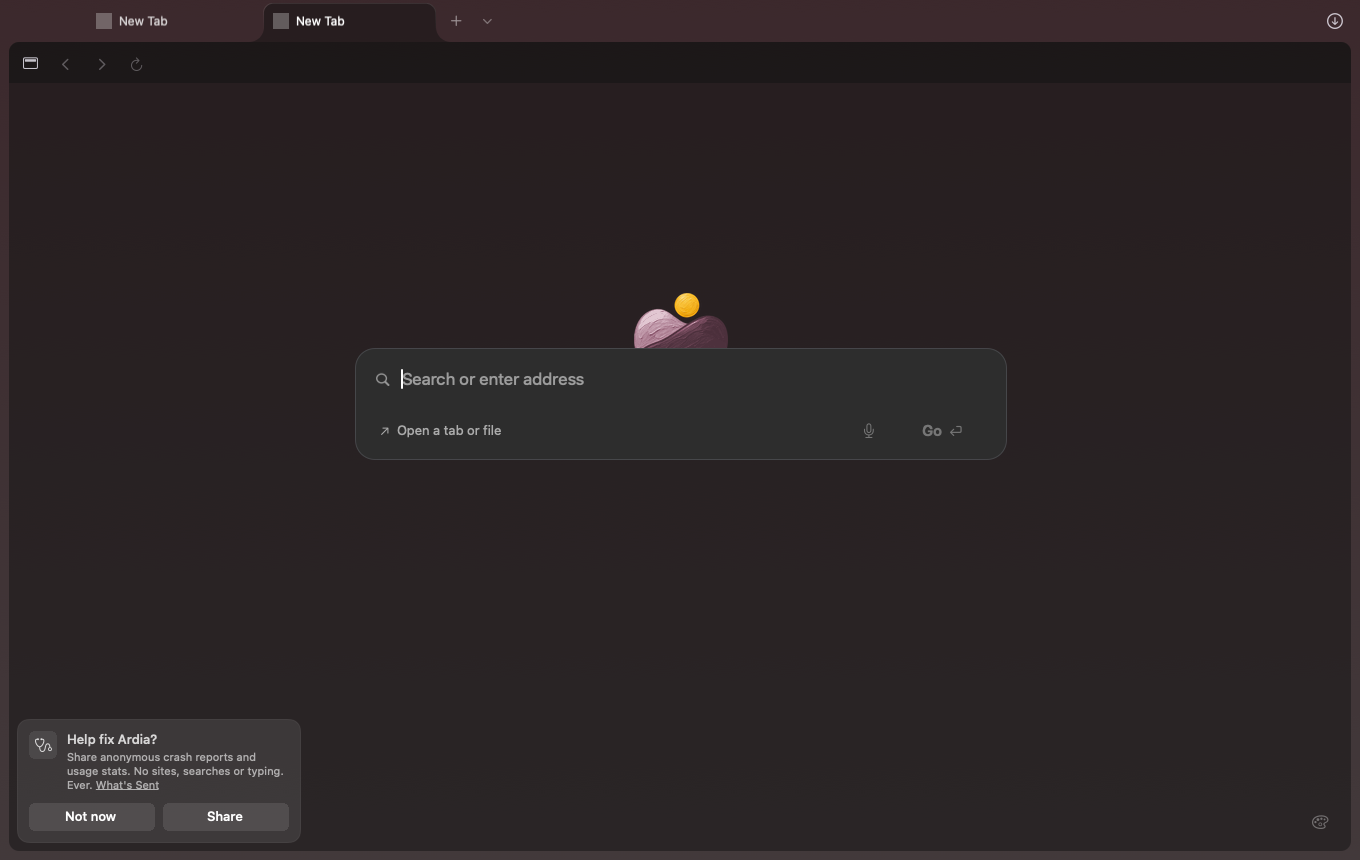 New Tab
New Tab
Search or enter address
Open a tab or file
Go
Help fix Ardia?
Share anonymous crash reports and
usage stats. No sites, searches or typing.
Ever. What's Sent
Not now
Share